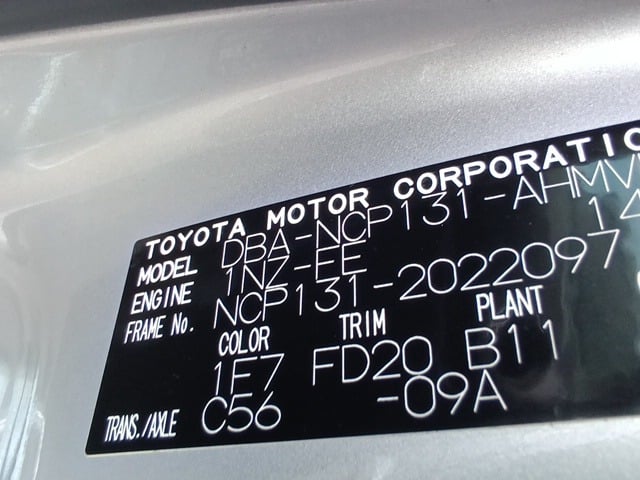 TOYOTA MOTOR CORPORATIO
MODEL DBA-NCP131-AHMV
ENGINE 1NZ-FE 14
FRAME No. NCP131-2022097
COLOR TRIM PLANT
1F7 FD20 B11
TRANS./AXLE C56 -09A